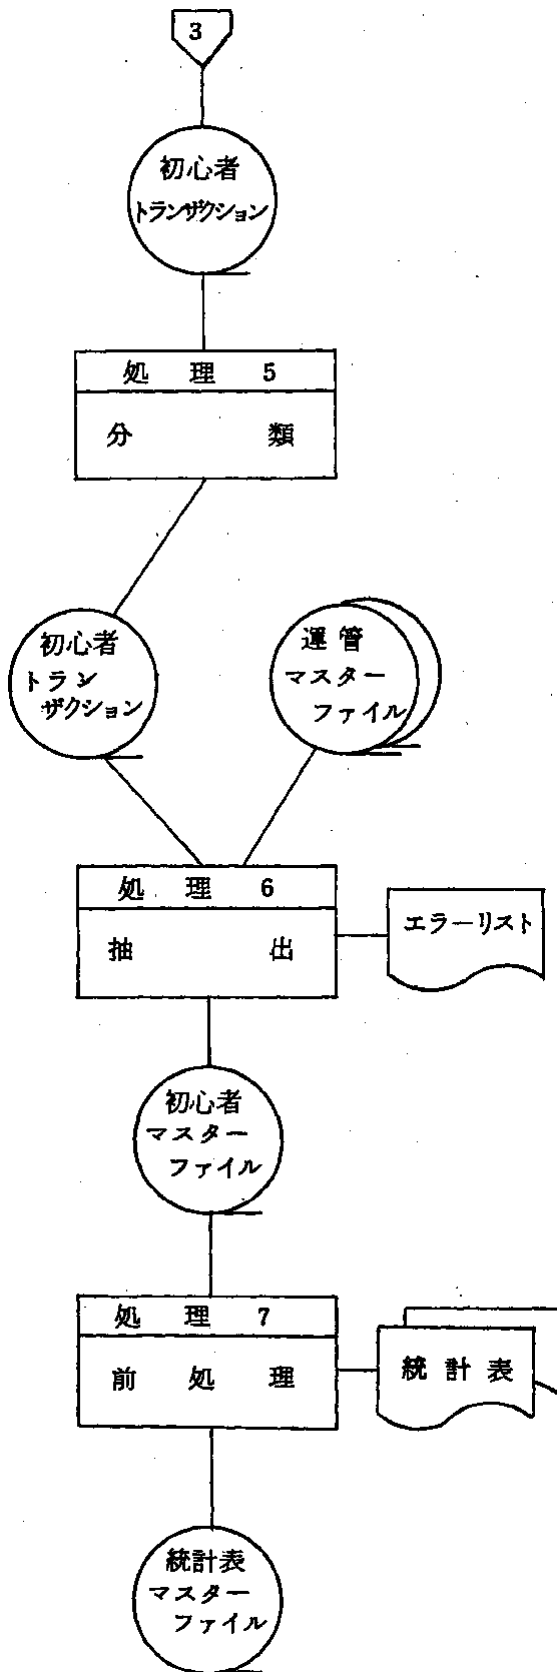 3
初心者
トランザクション
処理5
分類
初心者
トラン
ザクション
運管
マスター
ファイル
処理6
抽出
エラーリスト
初心者
マスター
ファイル
処理7
前処理
統計表
統計表
マスター
ファイル